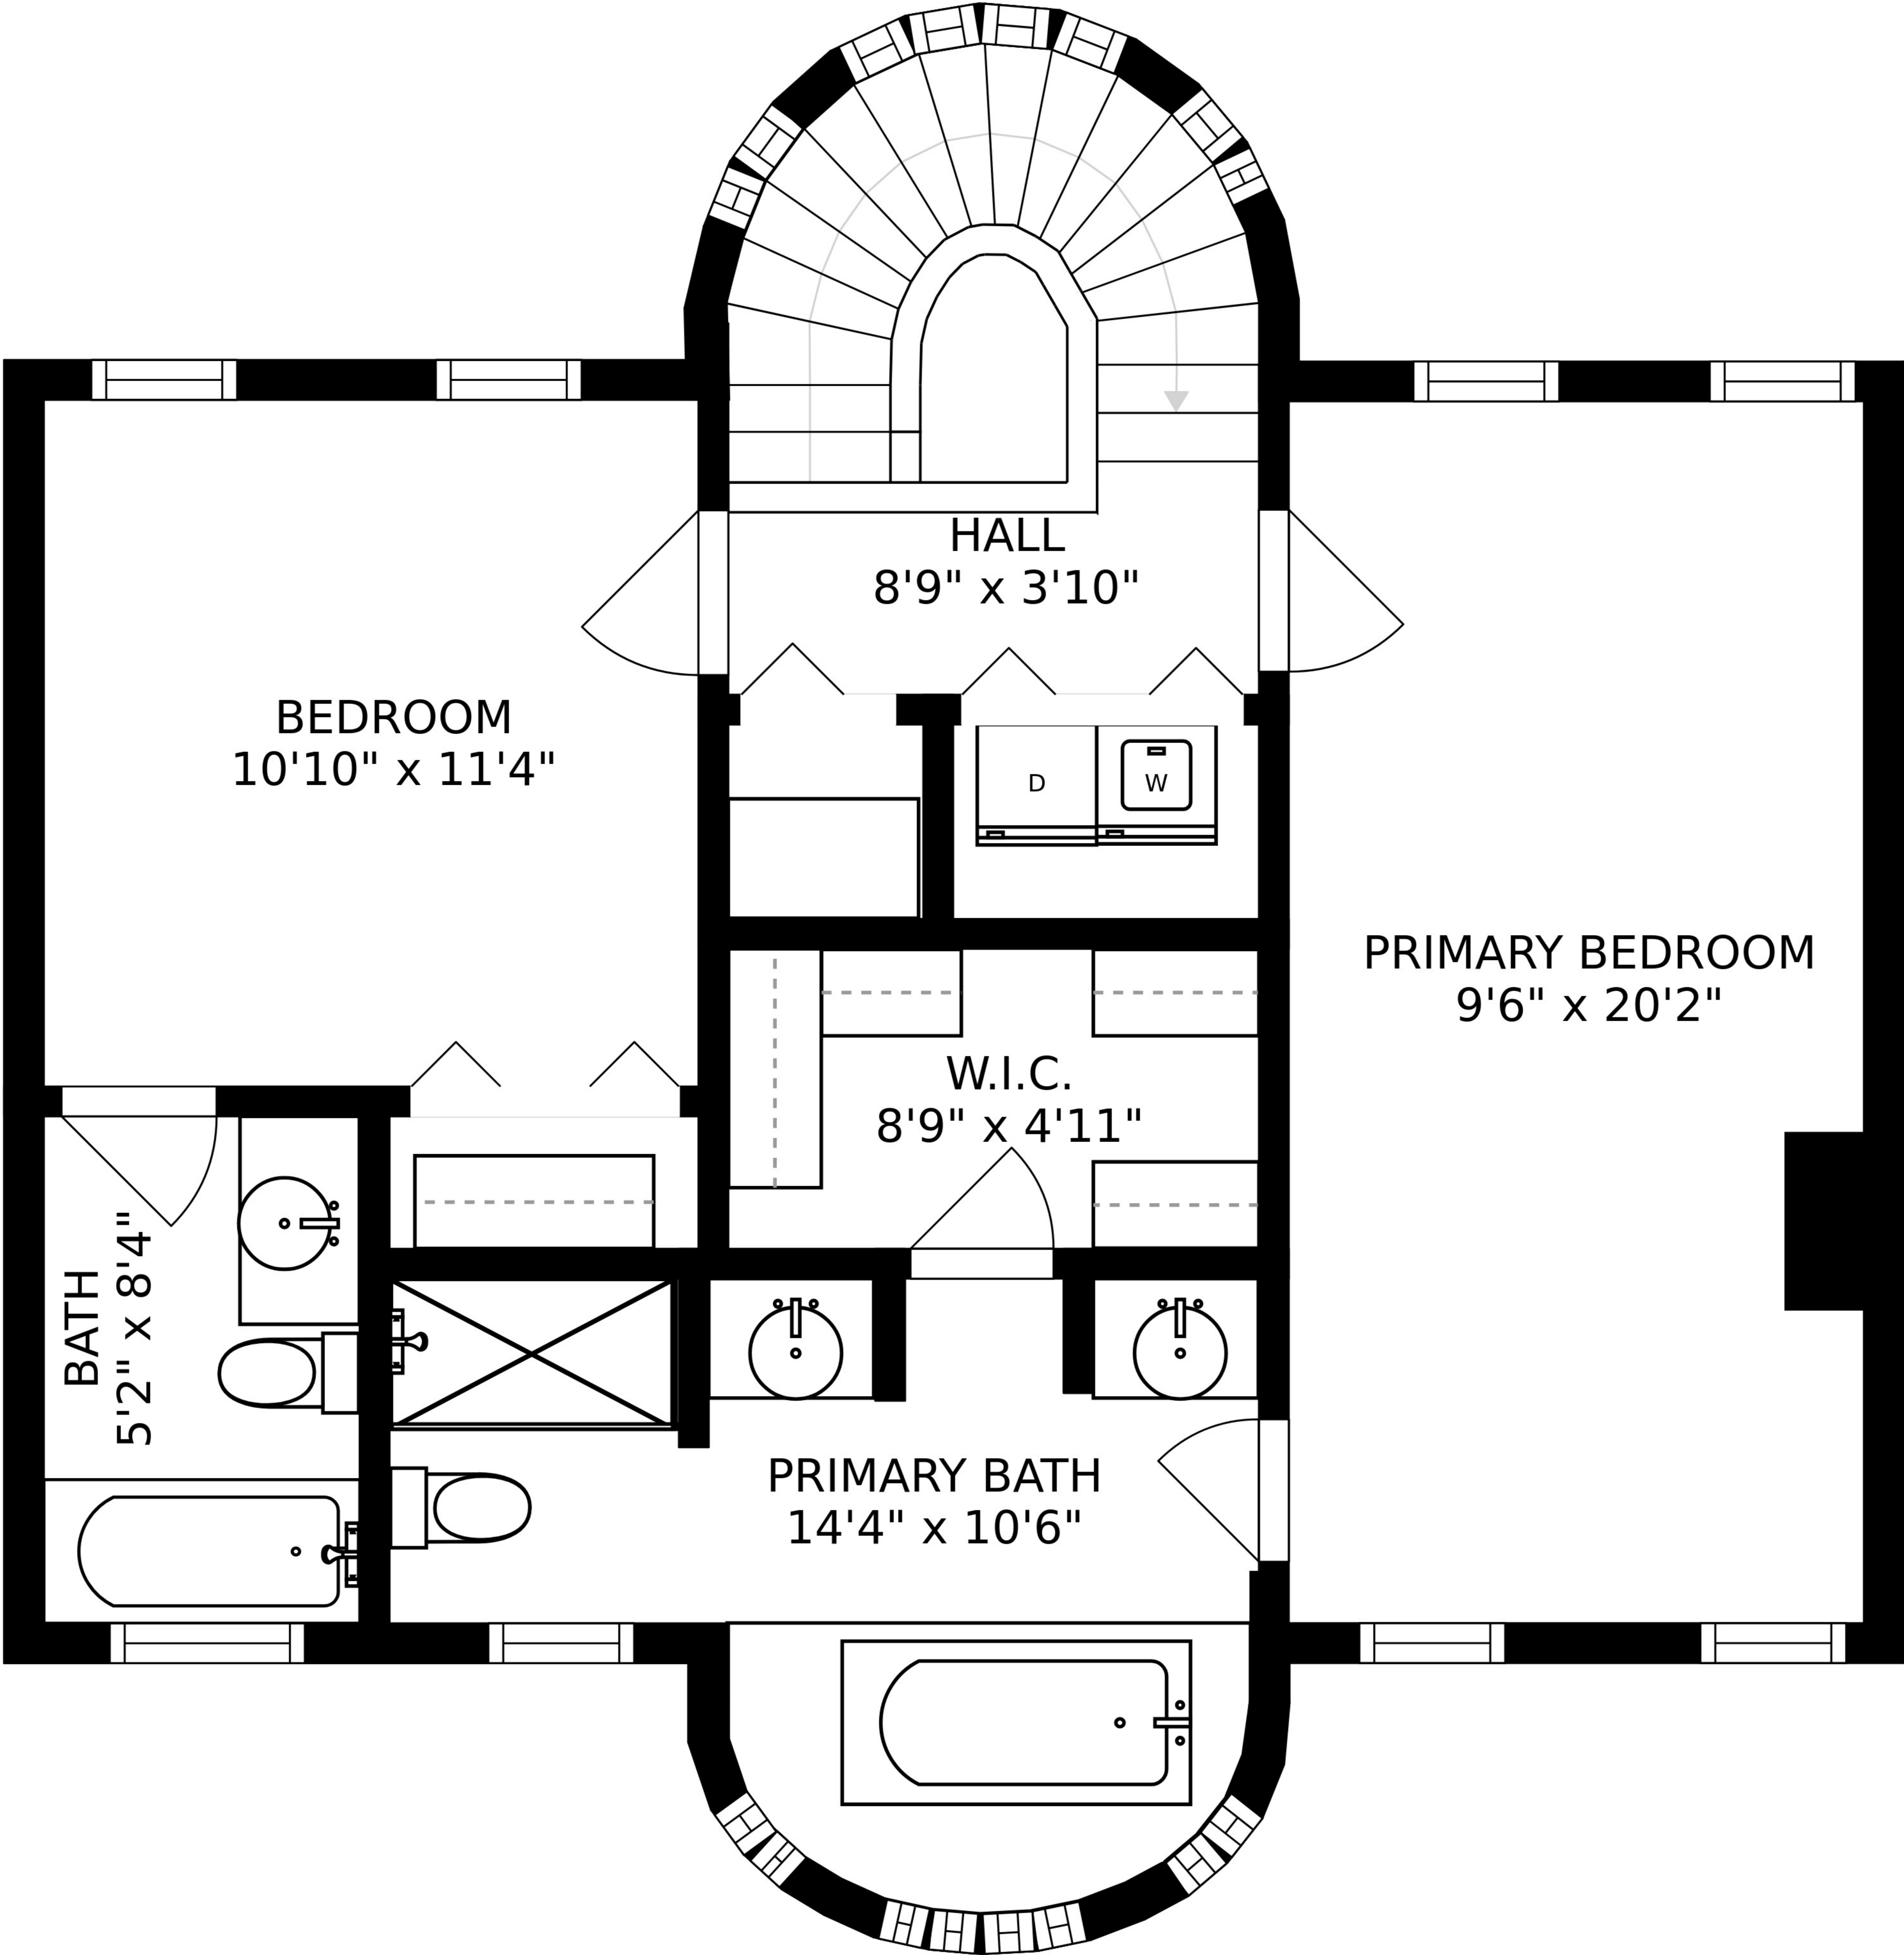 HALL
8'9" x 3'10"
BEDROOM
10'10" x 11'4"
D
W
PRIMARY BEDROOM
9'6" x 20'2"
W.I.C.
8'9" x 4'11"
BATH
5'2" x 8'4"
PRIMARY BATH
14'4" x 10'6"